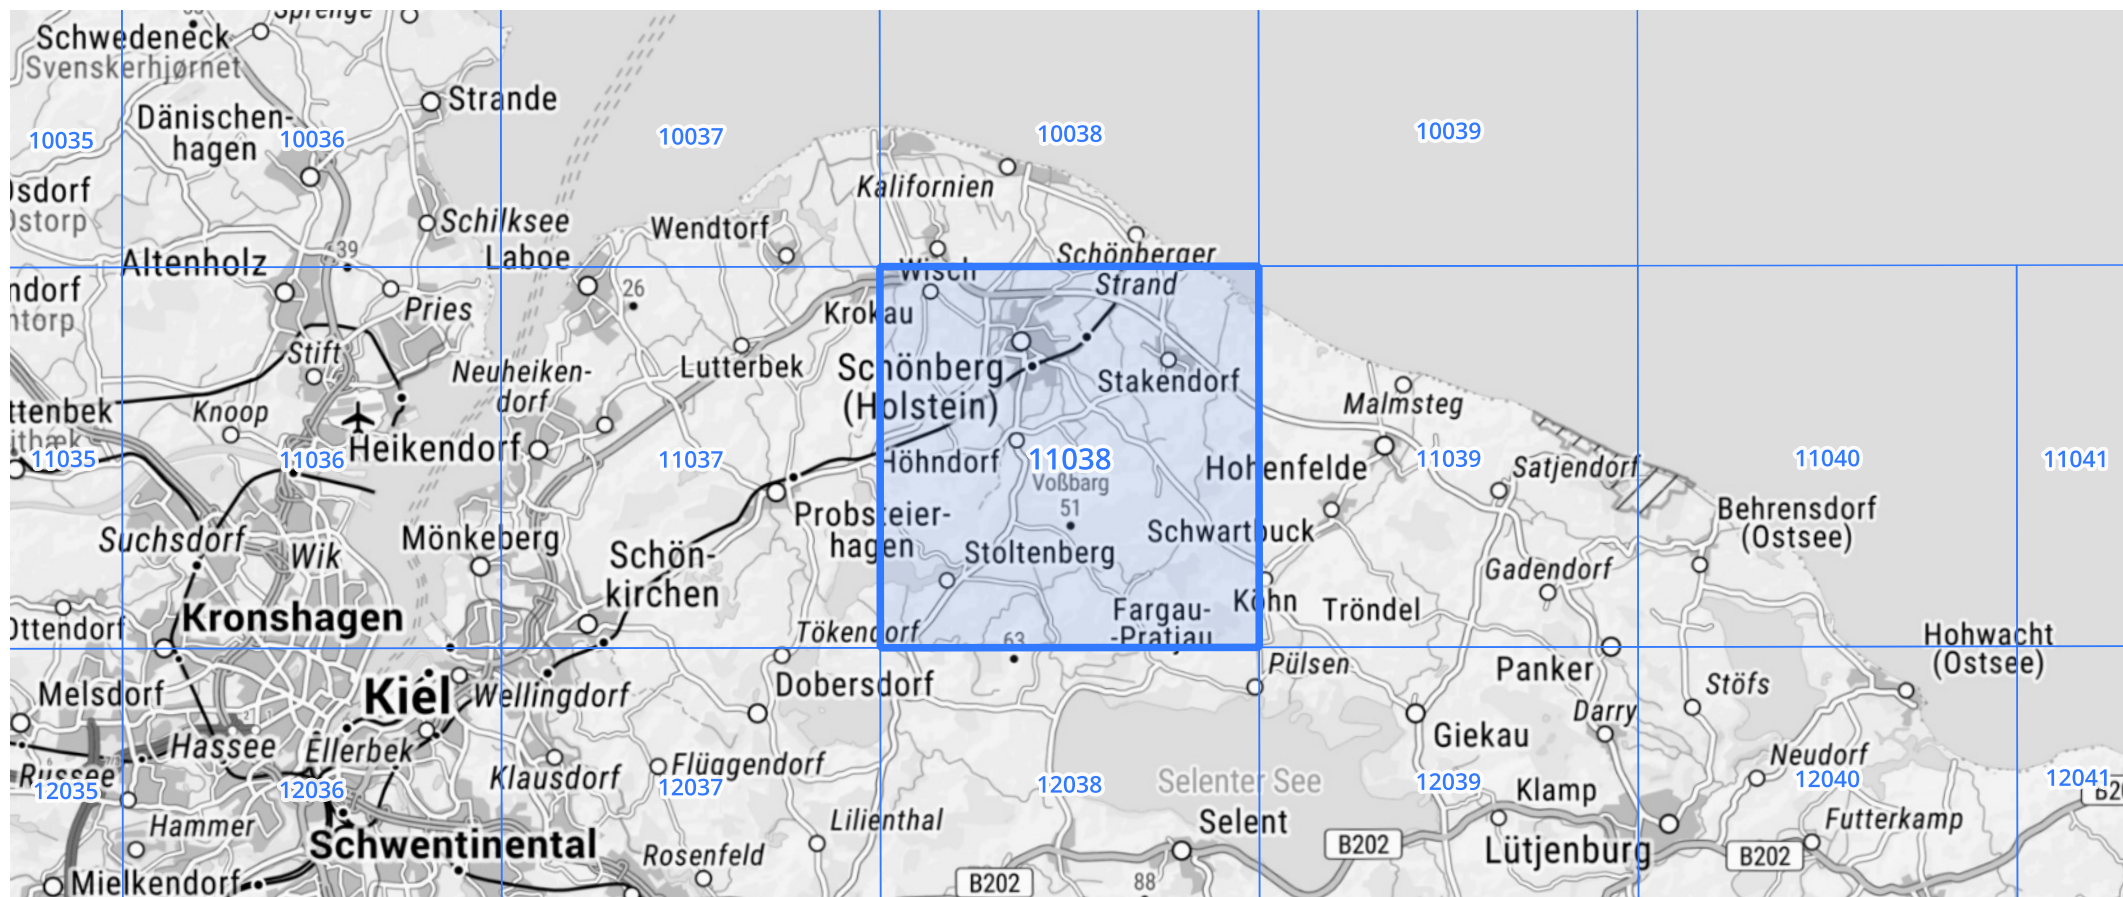 Sprenge
Schwedeneck
Svenskerhjørnet
Strande
Dänischen-
hagen
10035
10036
10037
10038
10039
Kalifornien
Schilksee
Wendtorf
Laboe
Schönberger
Strand
39
Altenholz
Wisch
26
Pries
Krokau
Stift
Neuheiken-
dorf
Lutterbek
Schönberg
(Holstein)
Stakendorf
Malmsteg
Knoop
Heikendorf
11035
11036
11037
Höhndorf
11038
Hohenfelde
11039
Satjendorf
11040
11041
Voßbarg
51
Probsteier-
hagen
Behrensdorf
(Ostsee)
Suchsdorf
Wik
Mönkeberg
Schön-
kirchen
Schwartbuck
Stoltenberg
Gadendorf
Kronshagen
Köhn
Tröndel
Fargau-
-Pratjau
Tökendorf
63
Hohwacht
(Ostsee)
Pülsen
Panker
Melsdorf
Kiel
Wellingdorf
Dobersdorf
Stöfs
Darry
Giekau
Hassee
Ellerbek
Russee
Klausdorf
Flüggendorf
Neudorf
Selenter See
12035
12036
12037
12038
12039
12040
12041
Klamp
Hammer
Lilienthal
Selent
Futterkamp
Schwentinental
Rosenfeld
B202
B202
B202
Lütjenburg
Mielkendorf
88